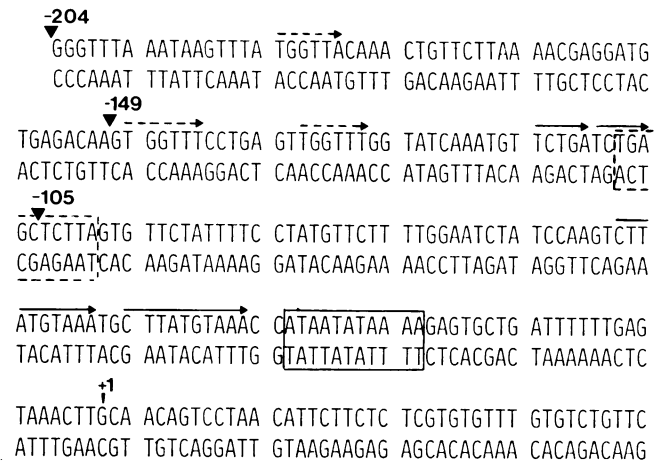 -204
GGGTTTA AATAAGTTTA TGGTTACAAA CTGTTCTTAA AACGAGGATG
CCCAAAT TTATTCAAAT ACCAATGTTT GACAAGAATT TTGCTCCTAC
-149
TGAGACAAGT GGTTTCCTGA GTTGGTTTGG TATCAAATGT TCTGATCTGA
ACTCTGTTCA CCAAAGGACT CAACCAAACC ATAGTTTACA AGACTAGACT
-105
GCTCTTAGTG TTCTATTTTC CTATGTTCTT TTGGAATCTA TCCAAGTCTT
CGAGAATCAC AAGATAAAAG GATACAAGAA AACCTTAGAT AGGTTCAGAA
ATGTAAATGC TTATGTAAAC CATAATATAA AAGAGTGCTG ATTTTTTGAG
TACATTTACG AATACATTTG GTATTATATT TTCTCACGAC TAAAAAACTC
+1
TAAACTTGCA ACAGTCCTAA CATTCTTCTC TCGTGTGTTT GTGTCTGTTC
ATTTGAACGT TGTCAGGATT GTAAGAAGAG AGCACACAAA CACAGACAAG